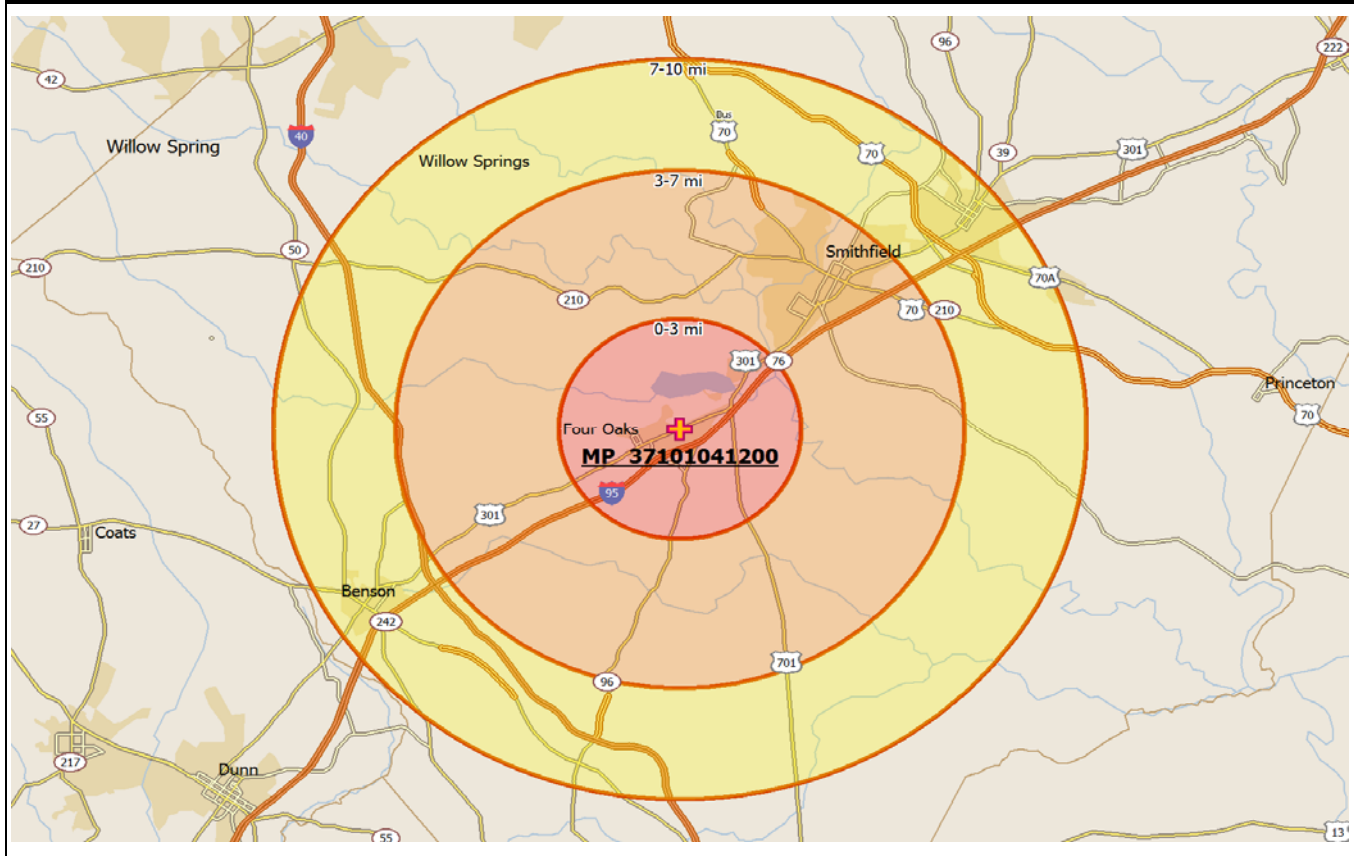 96
222
7-10 mi
42
Bus
70
40
Willow Spring
70
39
301
Willow Springs
3-7 mi
50
Smithfield
210
70A
210
70
210
0-3 mi
301
76
Princeton
70
55
Four Oaks
MP 37101041200
95
301
27
Coats
Benson
242
701
96
217
Dunn
55
13